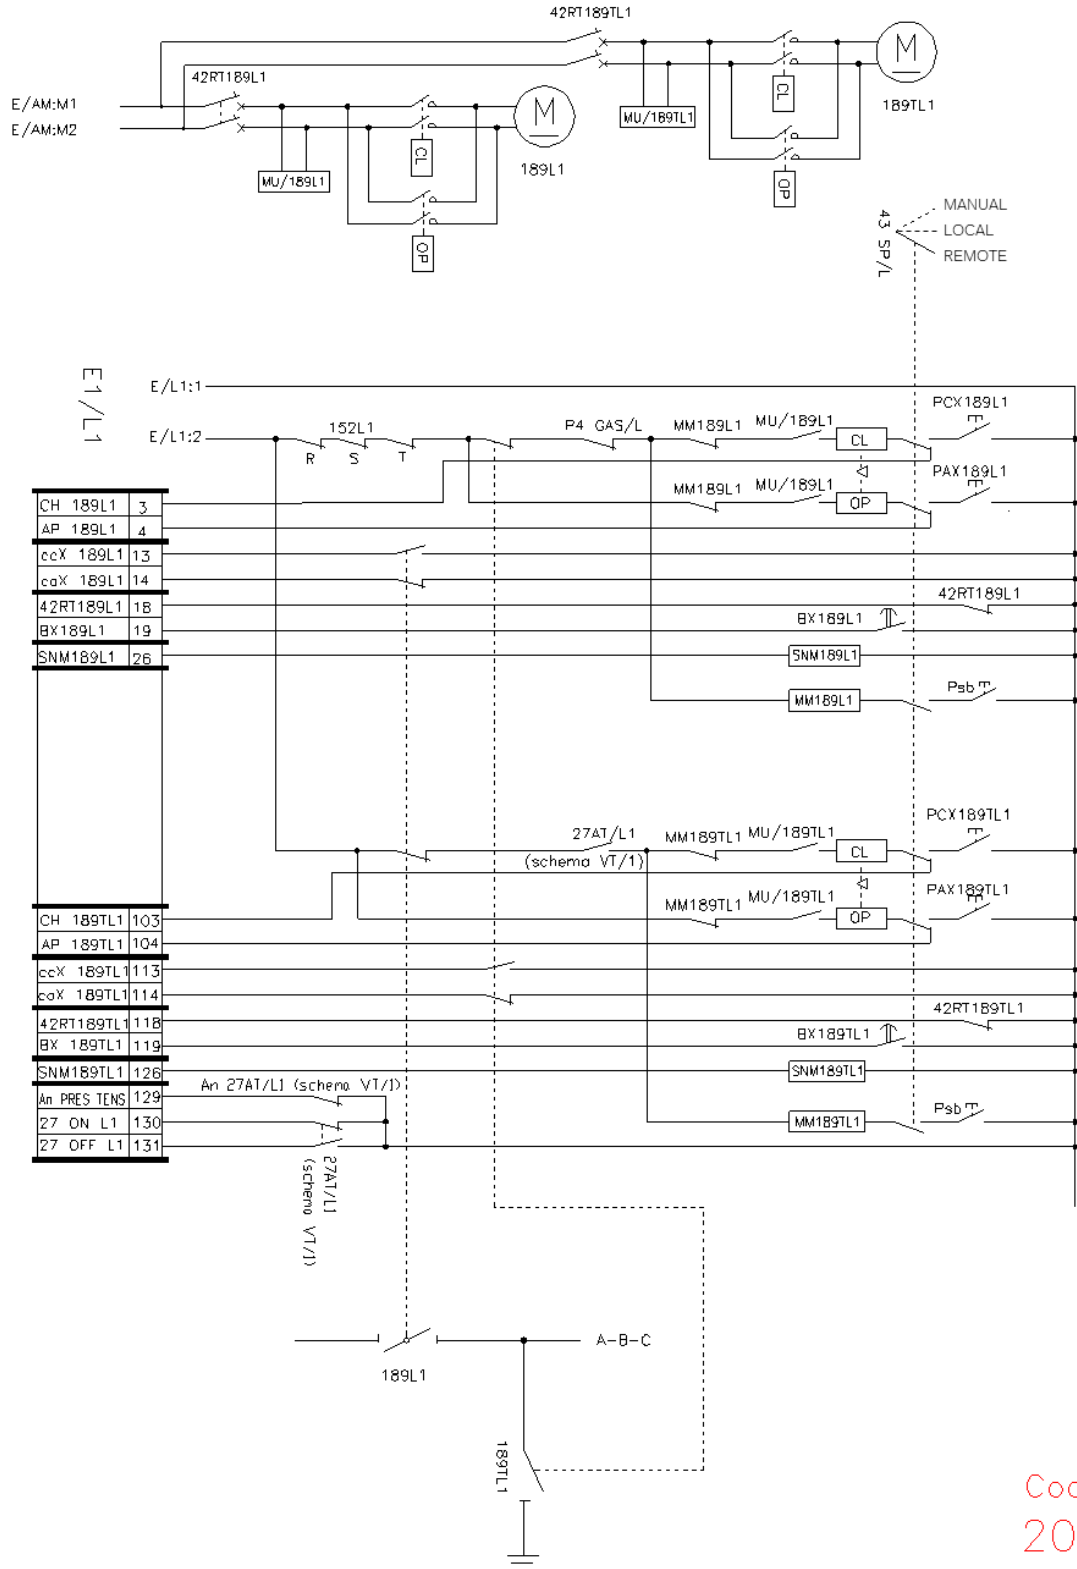 42RT189TL1
42RT189L1
E/AM:M1
E/AM:M2
M
M
CL
MU/189TL1
189TL1
MU/189L1
CL
189L1
OP
OP
43 SP/L
MANUAL
LOCAL
REMOTE
E1/L1
E/L1:1
E/L1:2
152L1
R S T
P4 GAS/L
MM189L1
MU/189L1
CL
PCX189L1
MM189L1
MU/189L1
OP
PAX189L1
CH 189L1 3
AP 189L1 4
ccX 189L1 13
caX 189L1 14
42RT189L1 18
42RT189L1
BX189L1 19
BX189L1
SNM189L1 26
SNM189L1
MM189L1
Psb
27AT/L1
(schema VT/1)
MM189TL1
MU/189TL1
CL
PCX189TL1
MM189TL1
MU/189TL1
OP
PAX189TL1
CH 189TL1 103
AP 189TL1 104
ccX 189TL1 113
caX 189TL1 114
42RT189TL1 118
42RT189TL1
BX 189TL1 119
BX189TL1
SNM189TL1 126
SNM189TL1
An 27AT/L1 (schema VT/1)
An PRES TENS 129
27 ON L1 130
27 OFF L1 131
MM189TL1
Psb
27AT/L1
(schema VT/1)
A-B-C
189L1
189TL1
20